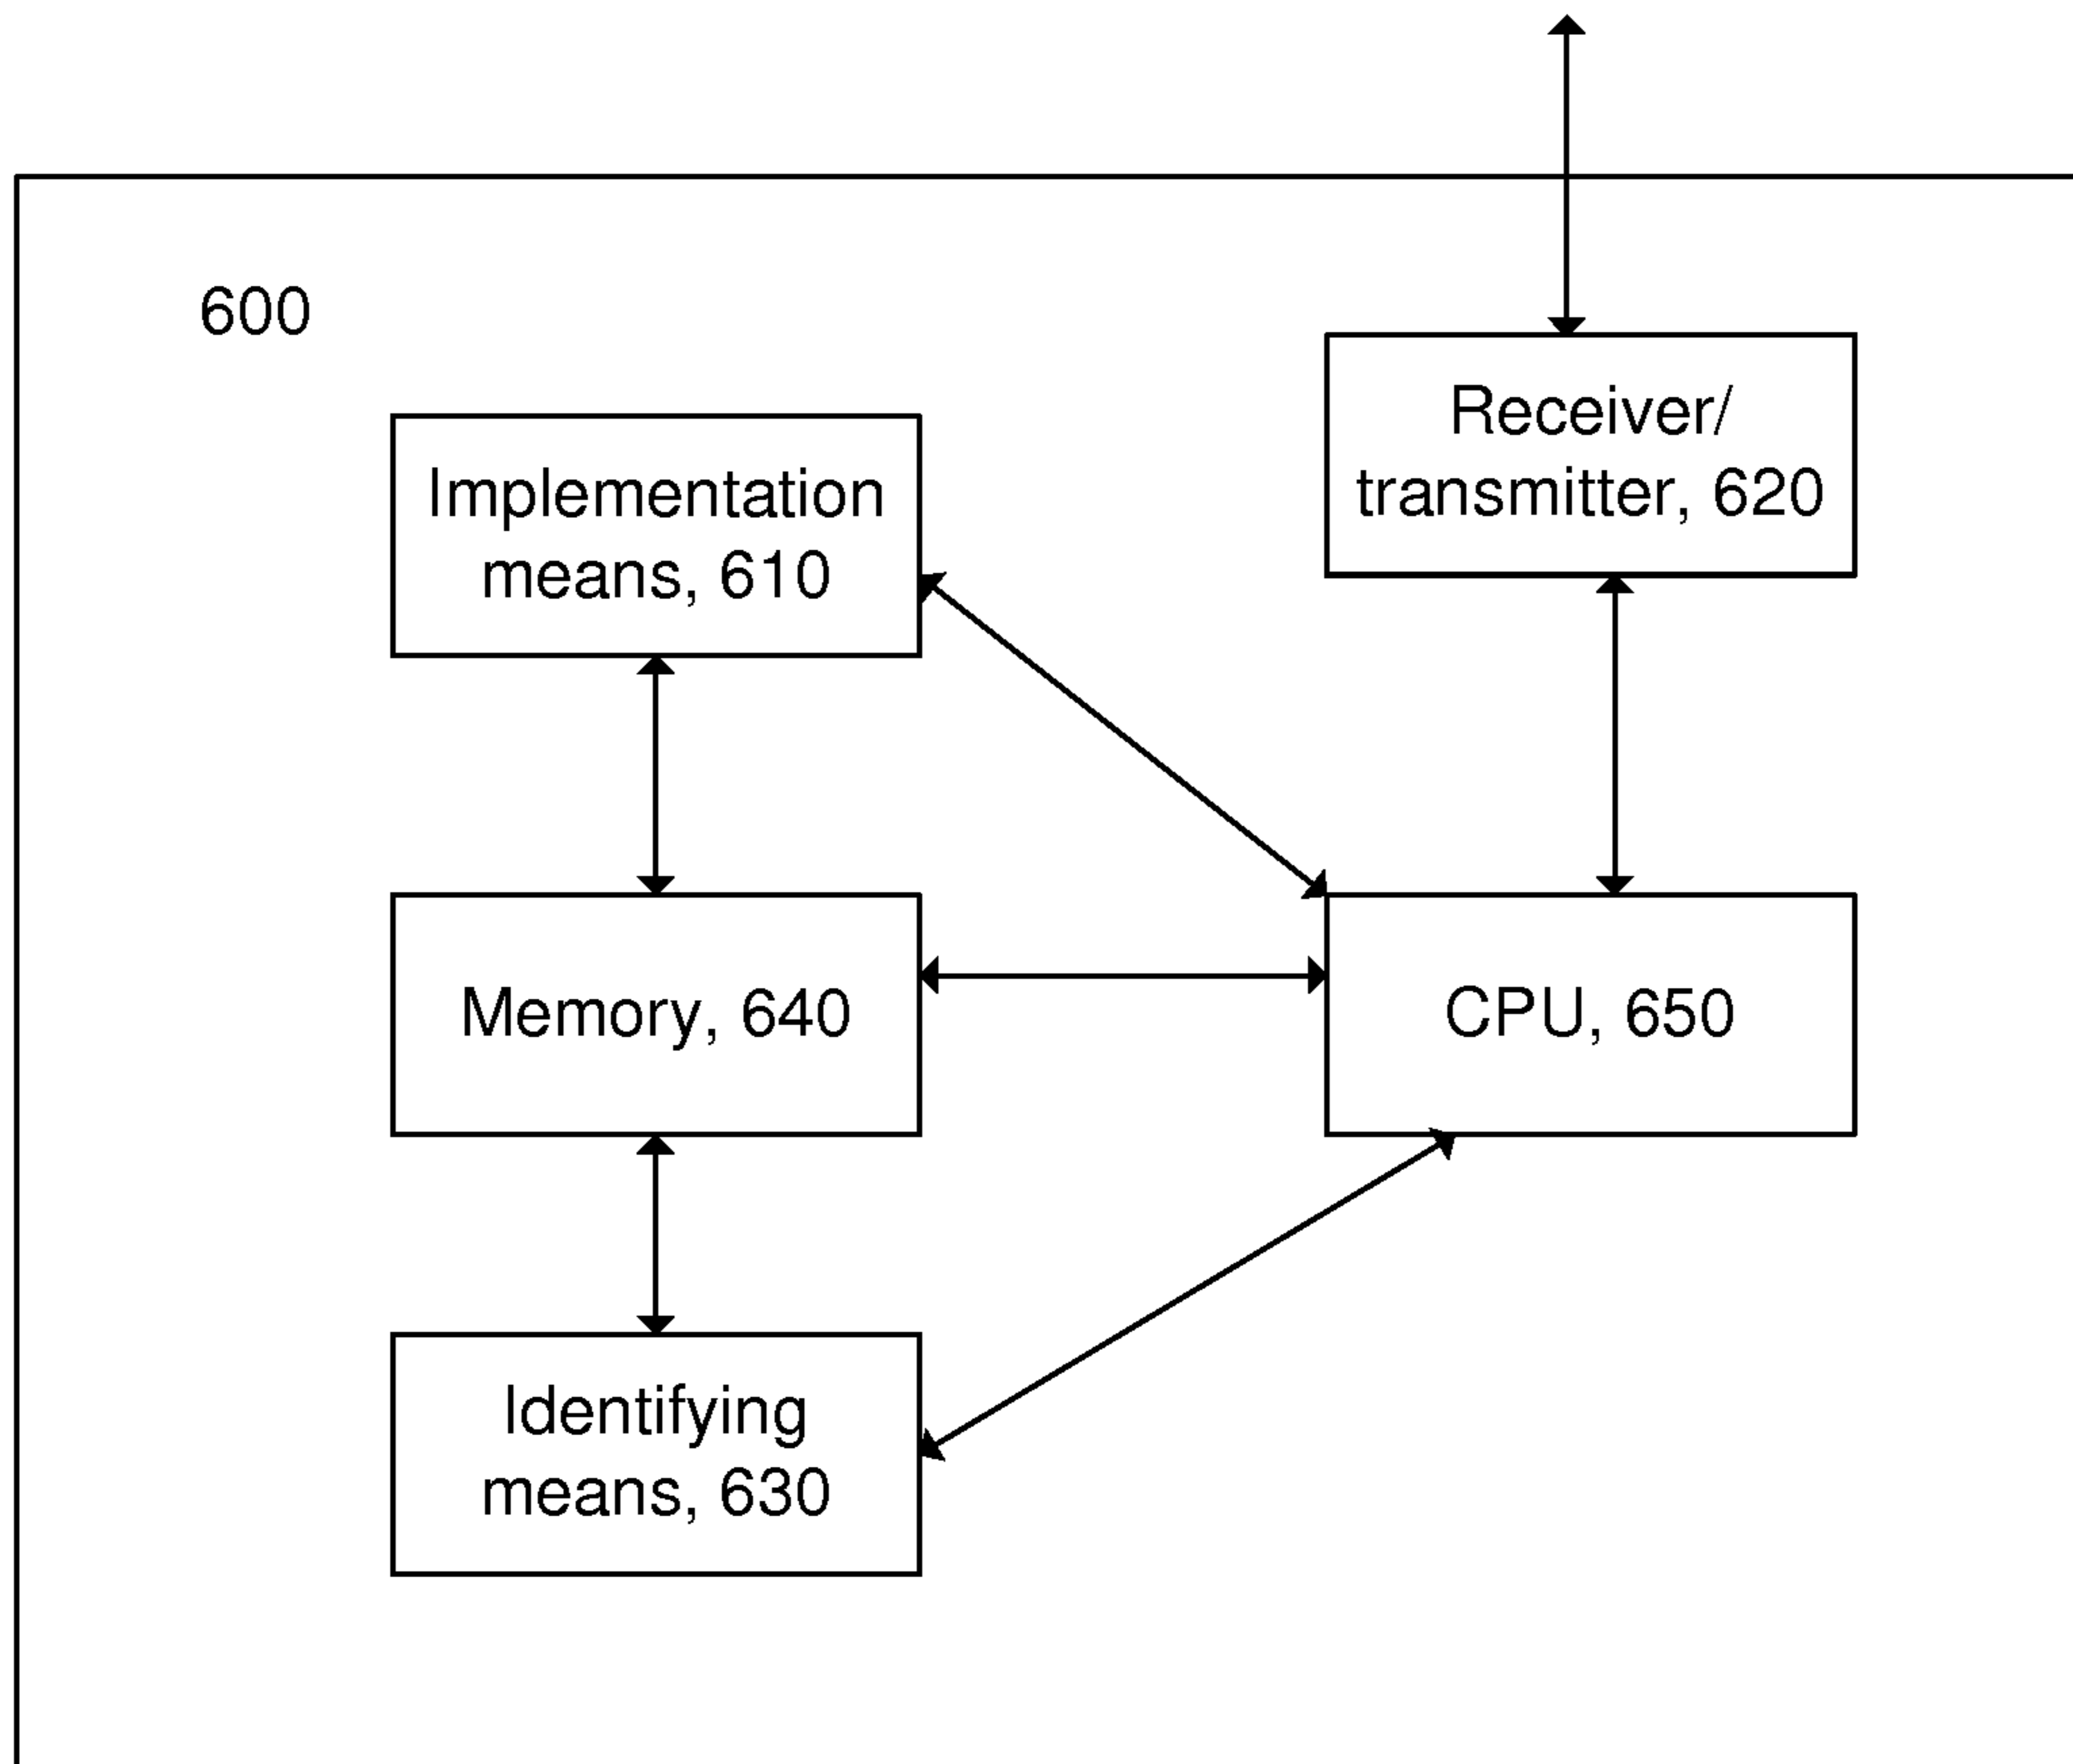 600
Implementation
means, 610
Receiver/
transmitter, 620
Memory, 640
CPU, 650
Identifying
means, 630